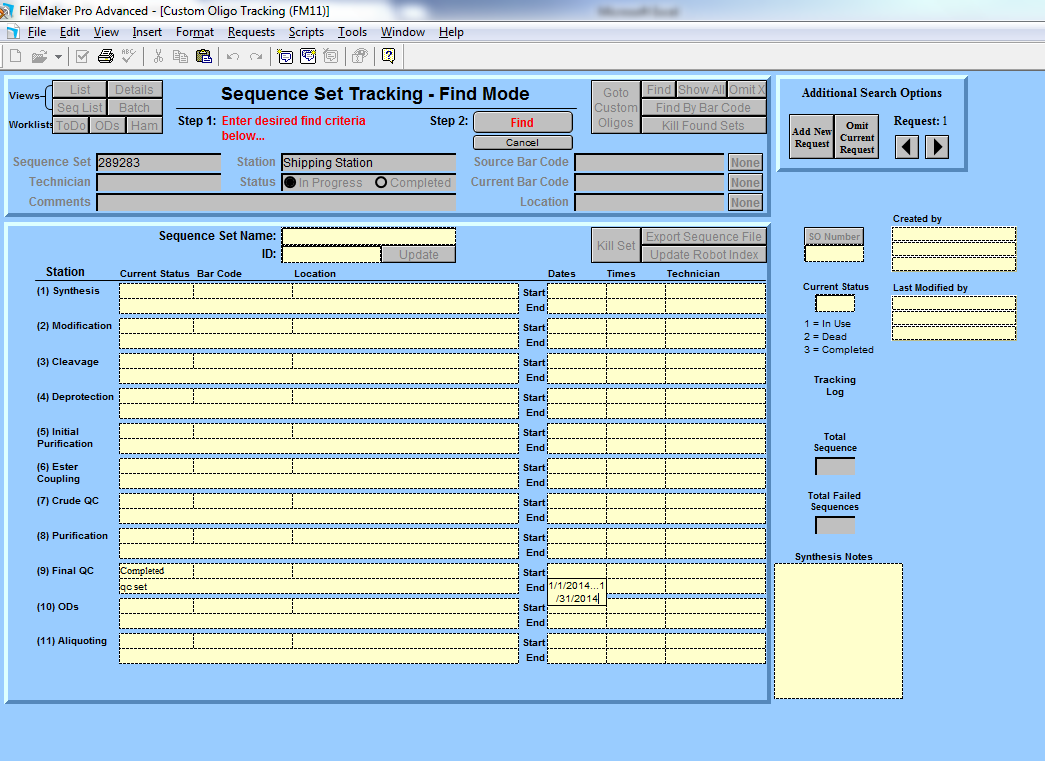 FileMaker Pro Advanced - [Custom Oligo Tracking (FM11)]
Microsoft Excel
File Edit View Insert Format Requests Scripts Tools Window Help
ABC
Views
List Details
Seq List Batch
Worklists
ToDo ODs Ham
Sequence Set Tracking - Find Mode
Step 1: Enter desired find criteria
below...
Step 2: Find
Cancel
Goto
Custom
Oligos
Find Show All Omit X
Find By Bar Code
Kill Found Sets
Additional Search Options
Add New
Request
Omit
Current
Request
Request: 1
Sequence Set 289283 Station Shipping Station Source Bar Code None
Technician Status In Progress Completed Current Bar Code None
Comments Location None
Sequence Set Name:
ID: Update
Kill Set
Export Sequence File
Update Robot Index
Station Current Status Bar Code Location Dates Times Technician
(1) Synthesis Start
End
(2) Modification Start
End
(3) Cleavage Start
End
(4) Deprotection Start
End
(5) Initial Start
Purification End
(6) Ester Start
Coupling End
(7) Crude QC Start
End
(8) Purification Start
End
(9) Final QC Completed Start
qc set End 1/1/2014...1
/31/2014
(10) ODs Start
End
(11) Aliquoting Start
End
Created by
SO Number
Current Status
1 = In Use
2 = Dead
3 = Completed
Last Modified by
Tracking
Log
Total
Sequence
Total Failed
Sequences
Synthesis Notes